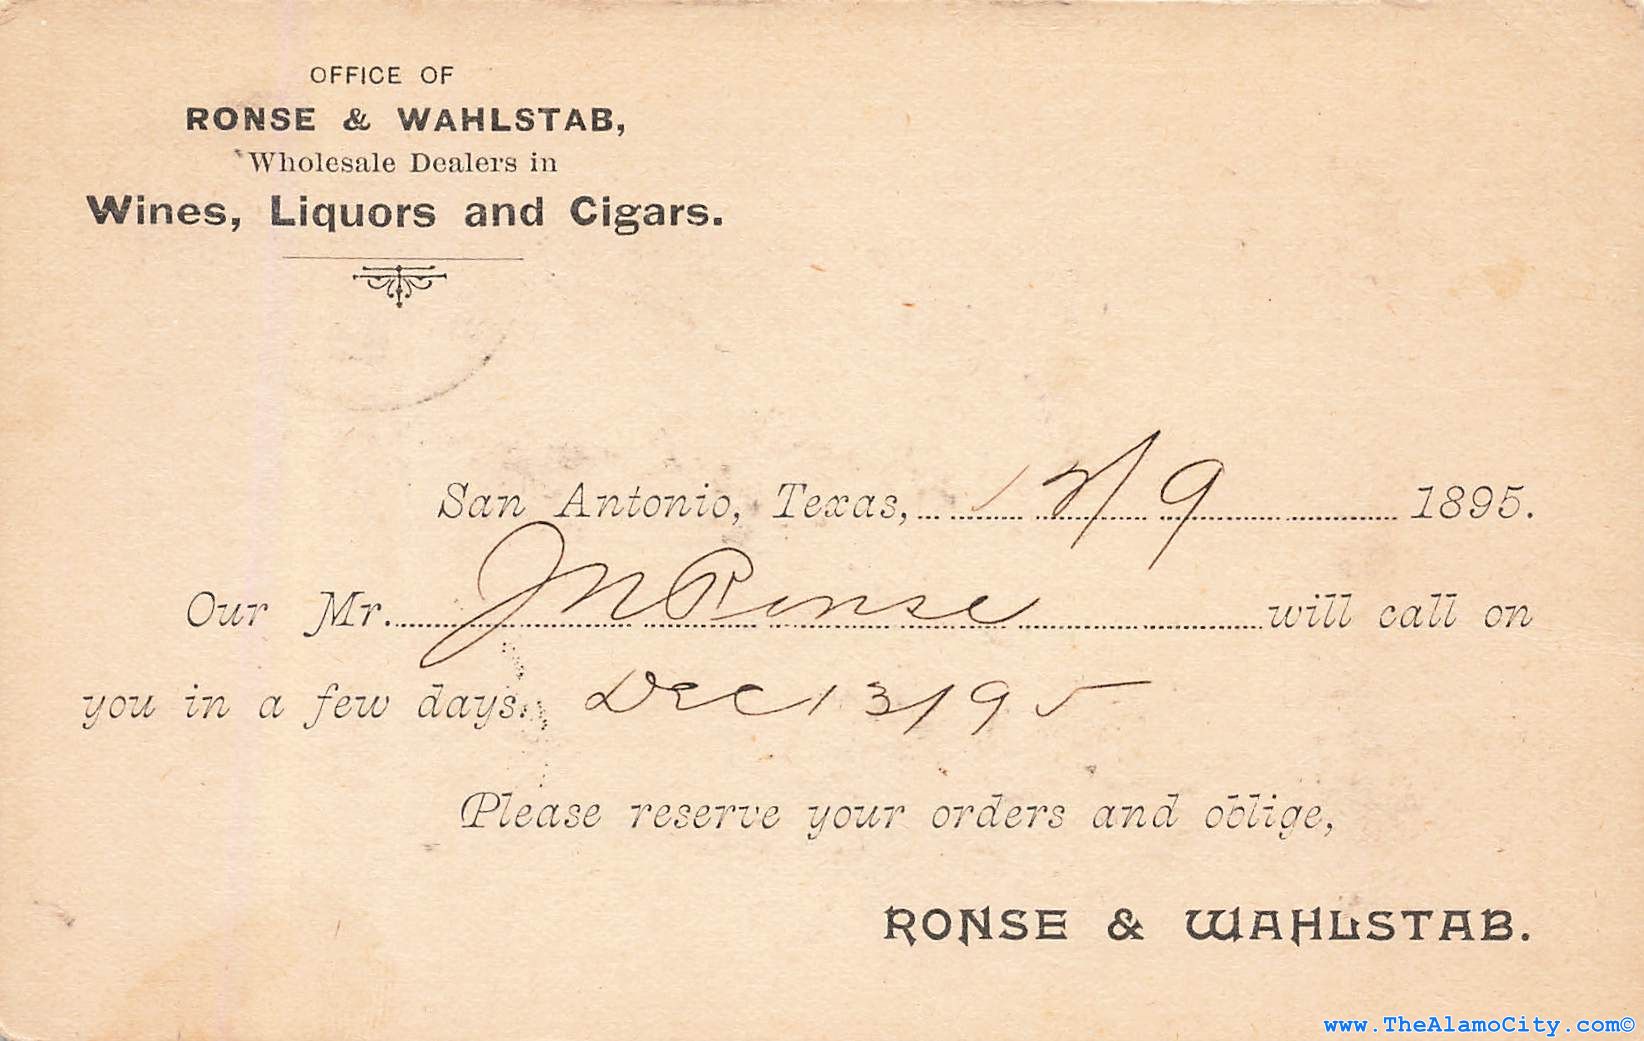 OFFICE OF
RONSE & WAHLSTAB,
Wholesale Dealers in
Wines, Liquors and Cigars.
San Antonio, Texas, 12/9 1895.
Our Mr. JM Ronse will call on
you in a few days. Dec 13/95
Please reserve your orders and oblige,
RONSE & WAHLSTAB.
www.TheAlamoCity.com©